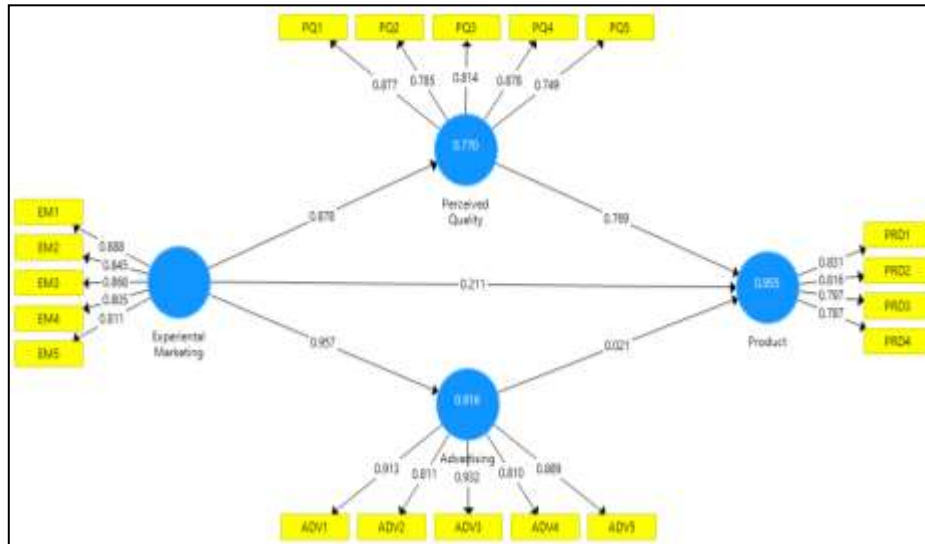 PQ1 PQ2 PQ3 PQ4 PQ5
0.877 0.785 0.814 0.878 0.749
0.770
Perceived
Quality
0.878
0.769
EM1
EM2
EM3
EM4
EM5
0.888
0.845
0.860
0.805
0.811
Experiental
Marketing
0.211
0.957
0.021
0.955
Product
0.831
0.816
0.797
0.787
PRD1
PRD2
PRD3
PRD4
0.816
Advertising
0.913 0.811 0.932 0.810 0.889
ADV1 ADV2 ADV3 ADV4 ADV5